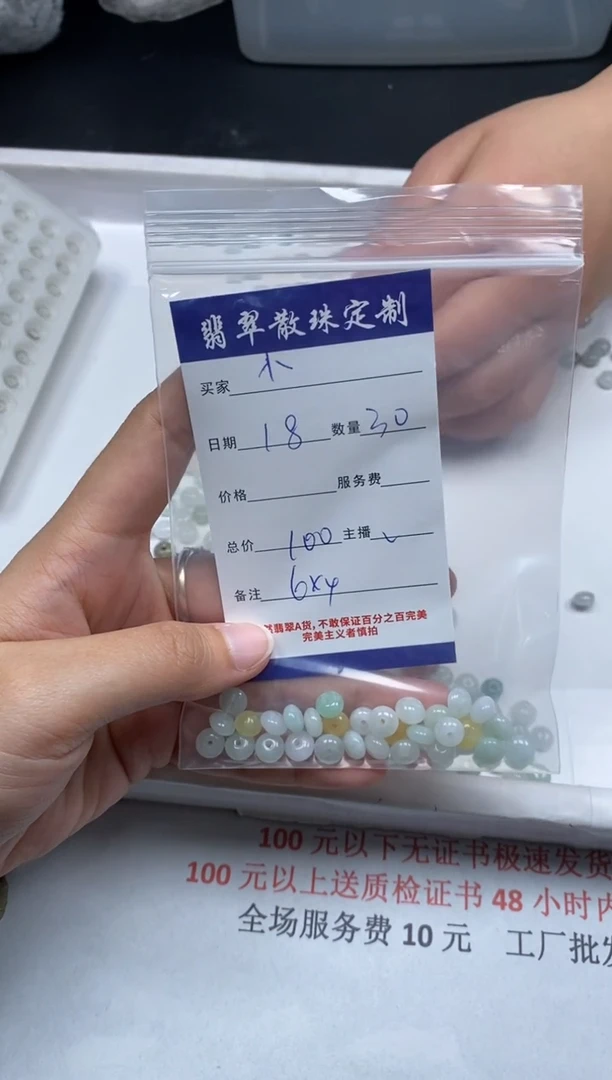 翡翠散珠定制
买家 小
日期 18 数量 30
价格 服务费
总价 100 主播
备注 6x4
翡翠A货,不敢保证百分之百完美
完美主义者慎拍
100 元以下无证书极速发货
100 元以上送质检证书 48 小时内
全场服务费 10 元 工厂批发